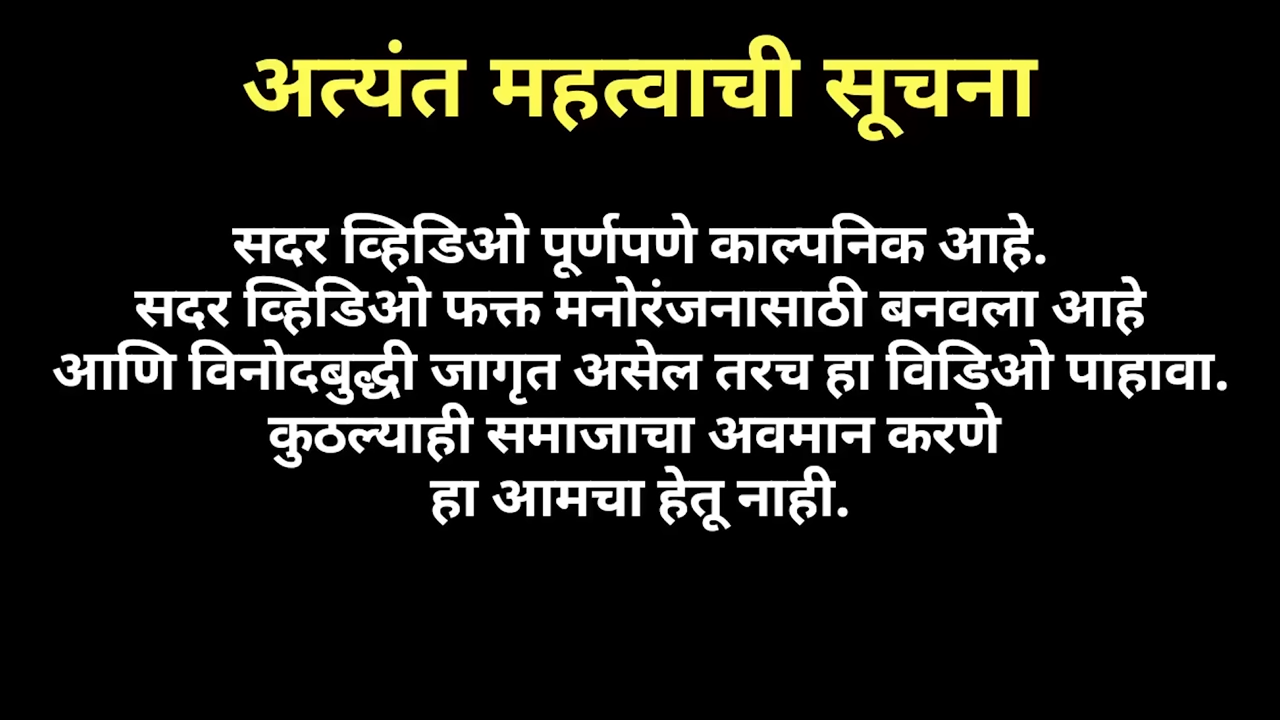 अत्यंत महत्वाची सूचना
सदर व्हिडिओ पूर्णपणे काल्पनिक आहे.
सदर व्हिडिओ फक्त मनोरंजनासाठी बनवला आहे
आणि विनोदबुद्धी जागृत असेल तरच हा विडिओ पाहावा.
कुठल्याही समाजाचा अवमान करणे
हा आमचा हेतू नाही.